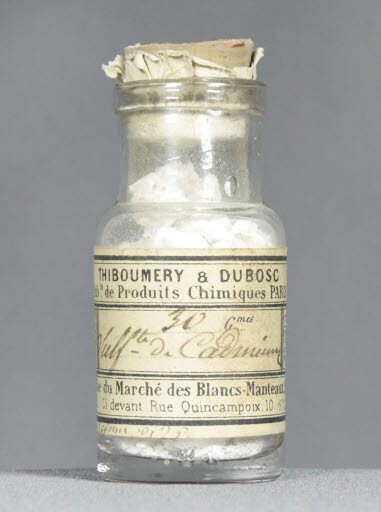 THIBOUMERY & DUBOSC
de Produits Chimiques PAR
30 Gmes
Sulfte de Cadmium
du Marché des Blancs-Manteaux
Ci devant Rue Quincampoix, 10.